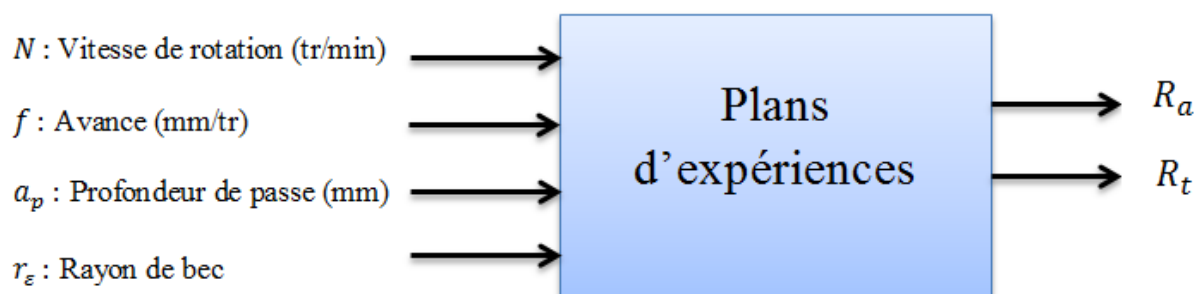 N : Vitesse de rotation (tr/min)
f : Avance (mm/tr)
a_p : Profondeur de passe (mm)
r_ε : Rayon de bec
Plans
d'expériences
R_a
R_t